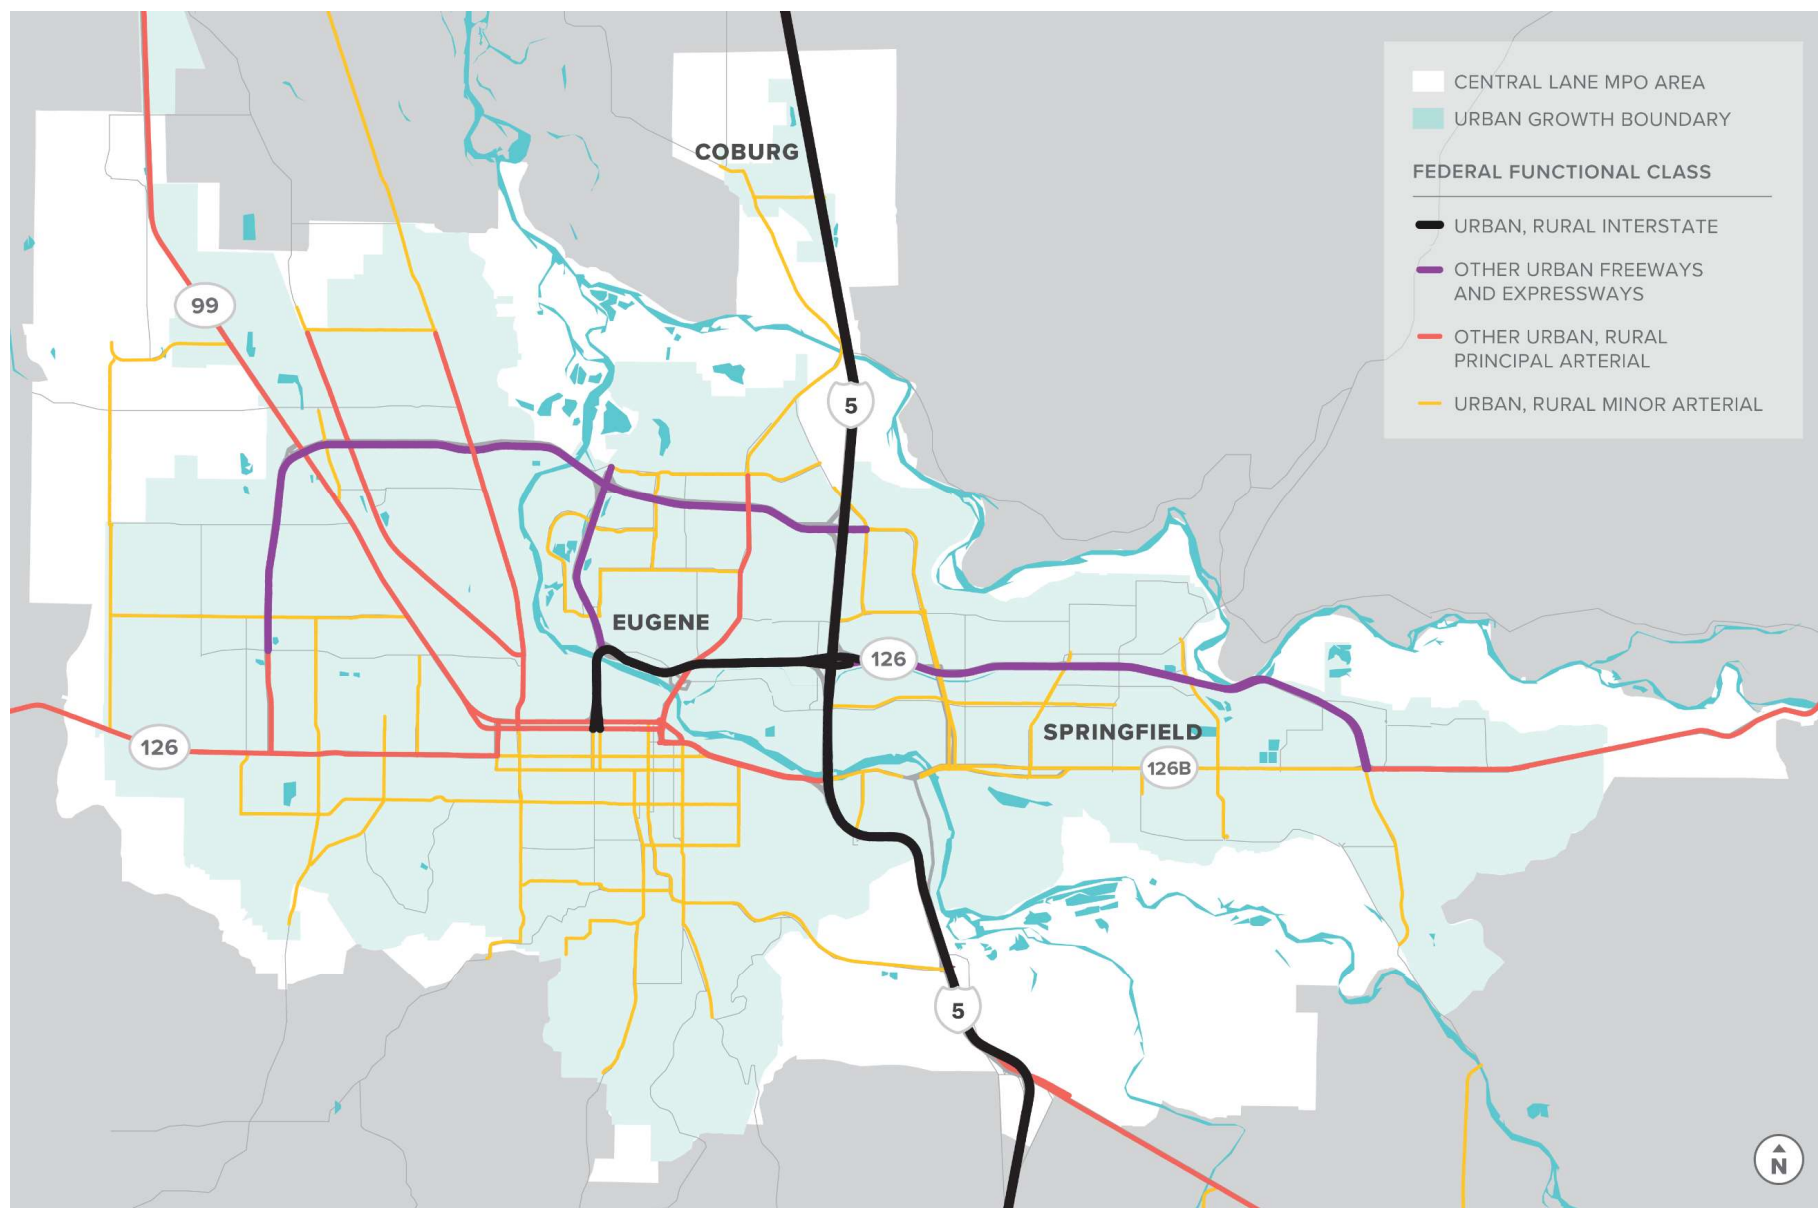 COBURG
99
5
EUGENE
126
SPRINGFIELD
126
126B
5
CENTRAL LANE MPO AREA
URBAN GROWTH BOUNDARY
FEDERAL FUNCTIONAL CLASS
URBAN, RURAL INTERSTATE
OTHER URBAN FREEWAYS
AND EXPRESSWAYS
OTHER URBAN, RURAL
PRINCIPAL ARTERIAL
URBAN, RURAL MINOR ARTERIAL
N